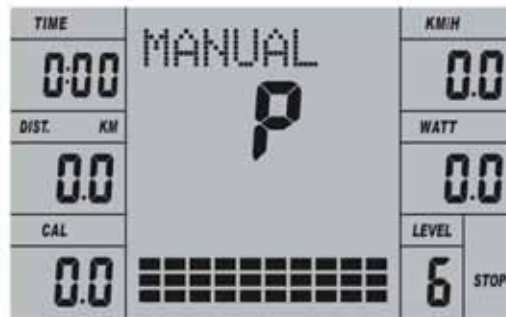 TIME
0:00
DIST. KM
0.0
CAL
0.0
MANUAL
P
KM/H
0.0
WATT
0.0
LEVEL
6
STOP